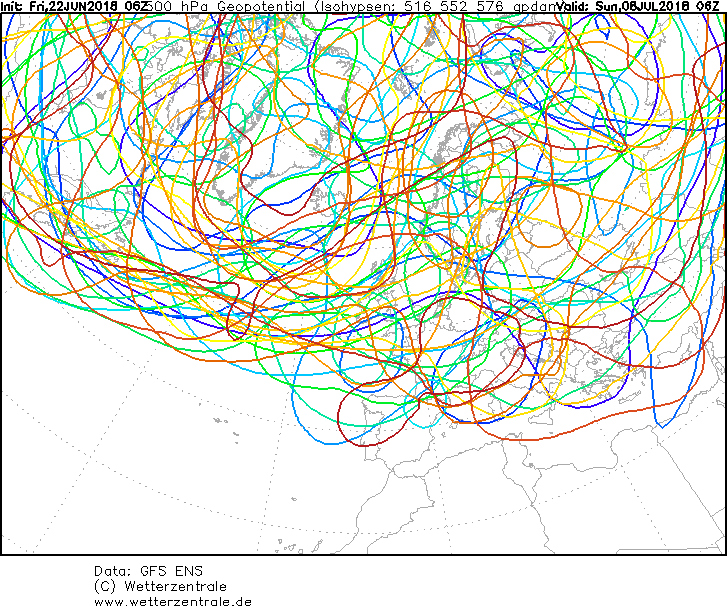 Init: Fri,22JUN2018 06Z 500 hPa Geopotential (Isohypsen: 516 552 576 gpdam) Valid: Sun,08JUL2018 06Z
Data: GFS ENS
(C) Wetterzentrale
www.wetterzentrale.de